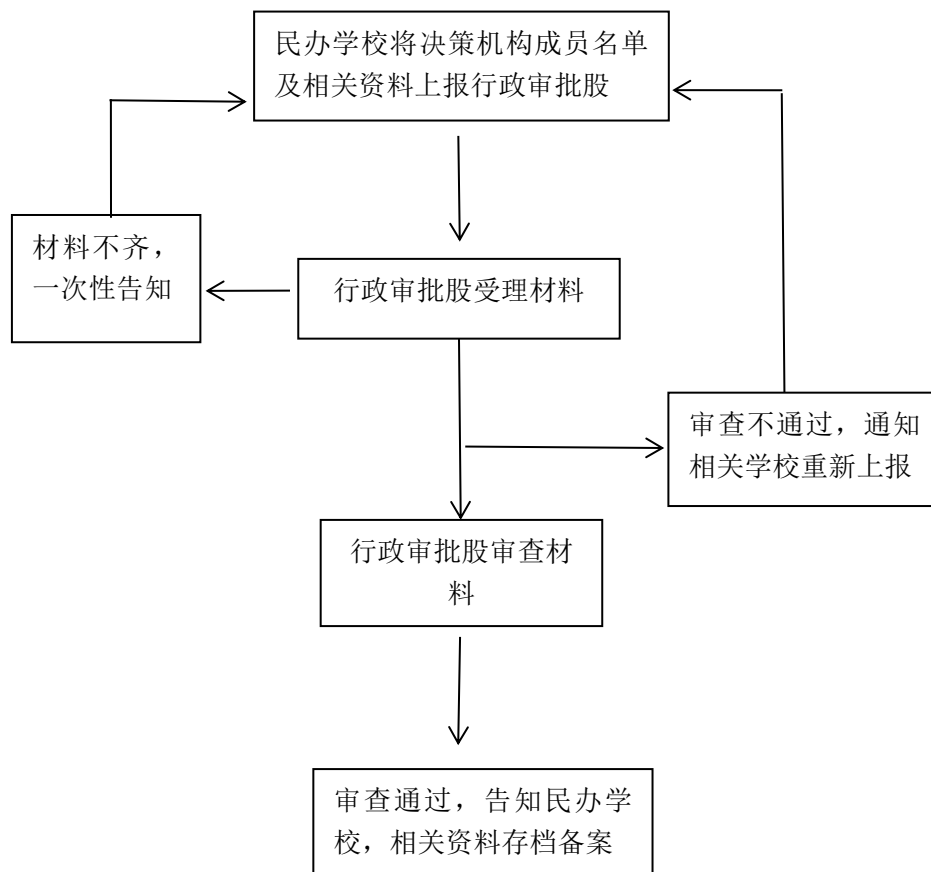 民办学校将决策机构成员名单
及相关资料上报行政审批股
材料不齐，
一次性告知
行政审批股受理材料
审查不通过，通知
相关学校重新上报
行政审批股审查材
料
审查通过，告知民办学
校，相关资料存档备案